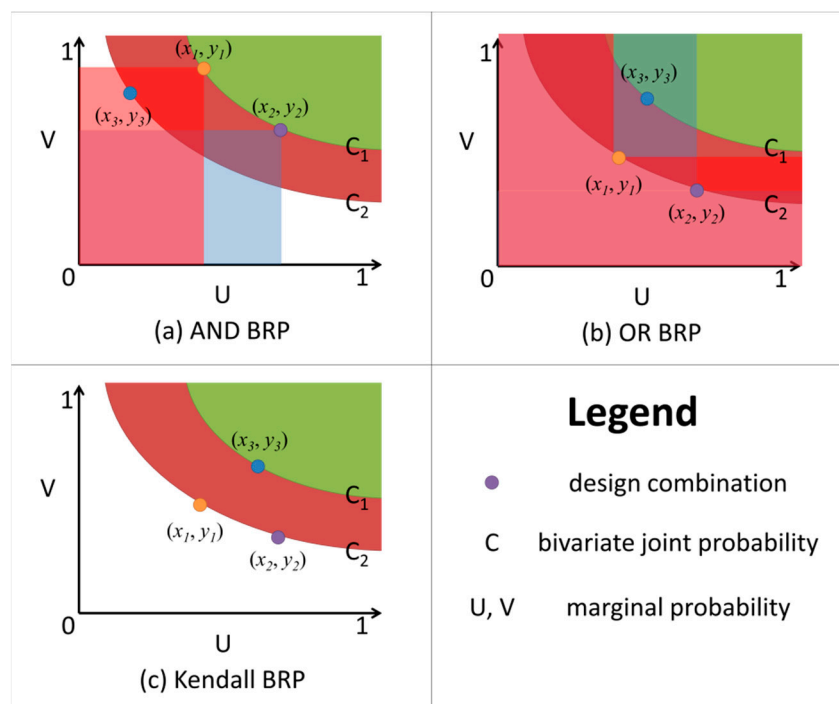 1
V
(x₁, y₁)
(x₂, y₂)
(x₃, y₃)
C₁
C₂
0
U
1
(a) AND BRP
1
V
(x₃, y₃)
(x₁, y₁)
(x₂, y₂)
C₁
C₂
0
U
1
(b) OR BRP
1
V
(x₃, y₃)
(x₁, y₁)
(x₂, y₂)
C₁
C₂
0
U
1
(c) Kendall BRP
Legend
design combination
C bivariate joint probability
U, V marginal probability